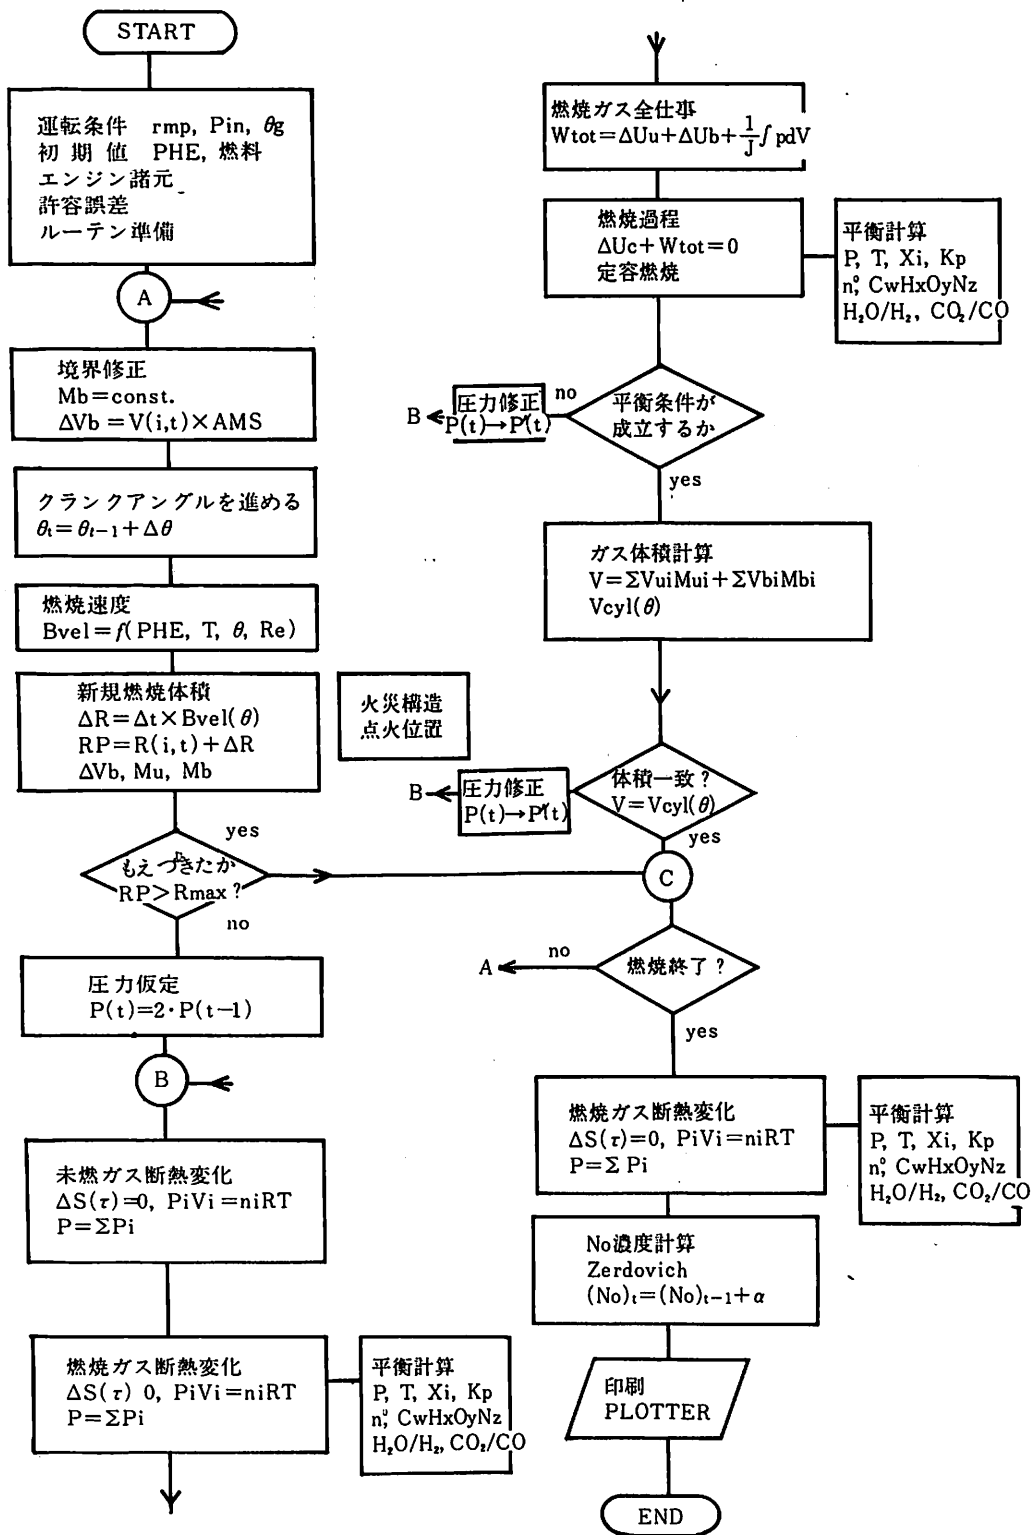 START
運転条件 rmp, Pin, θg
初期値 PHE, 燃料
エンジン諸元
許容誤差
ルーテン準備
A
境界修正
Mb=const.
ΔVb=V(i,t)×AMS
クランクアングルを進める
θt=θt-1+Δθ
燃焼速度
Bvel=f(PHE, T, θ, Re)
新規燃焼体積
ΔR=Δt×Bvel(θ)
RP=R(i,t)+ΔR
ΔVb, Mu, Mb
火災構造
点火位置
yes
もえつきたか
RP>Rmax?
no
圧力仮定
P(t)=2·P(t-1)
B
未燃ガス断熱変化
ΔS(τ)=0, PiVi=niRT
P=ΣPi
燃焼ガス断熱変化
ΔS(τ) 0, PiVi=niRT
P=ΣPi
平衡計算
P, T, Xi, Kp
n°, CwHxOyNz
H₂O/H₂, CO₂/CO
燃焼ガス全仕事
Wtot=ΔUu+ΔUb+1/J∫pdV
燃焼過程
ΔUc+Wtot=0
定容燃焼
平衡計算
P, T, Xi, Kp
n°, CwHxOyNz
H₂O/H₂, CO₂/CO
平衡条件が
成立するか
no
圧力修正
P(t)→P'(t)
B
yes
ガス体積計算
V=ΣVuiMui+ΣVbiMbi
Vcyl(θ)
体積一致?
V=Vcyl(θ)
圧力修正
P(t)→P'(t)
B
yes
C
燃焼終了?
no
A
yes
燃焼ガス断熱変化
ΔS(τ)=0, PiVi=niRT
P=Σ Pi
平衡計算
P, T, Xi, Kp
n°, CwHxOyNz
H₂O/H₂, CO₂/CO
No濃度計算
Zerdovich
(No)t=(No)t-1+α
印刷
PLOTTER
END